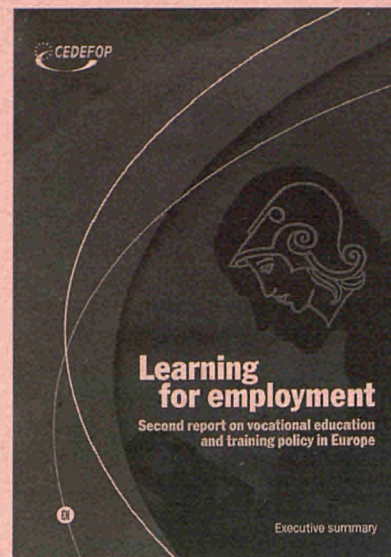 CEDEFOP
Learning
for employment
Second report on vocational education
and training policy in Europe
EN
Executive summary